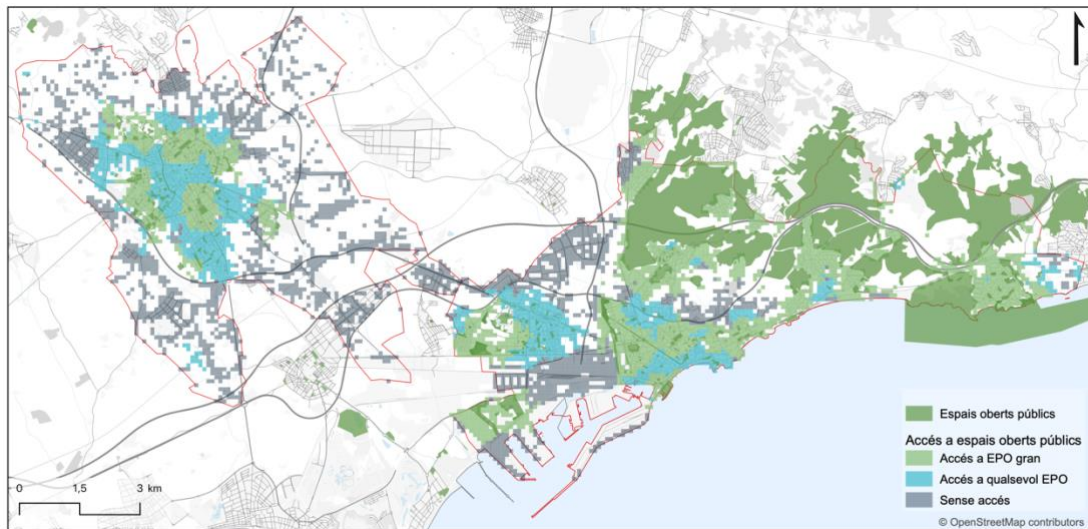 Espais oberts públics
Accés a espais oberts públics
Accés a EPO gran
Accés a qualsevol EPO
Sense accés
0 1,5 3 km
© OpenStreetMap contributors